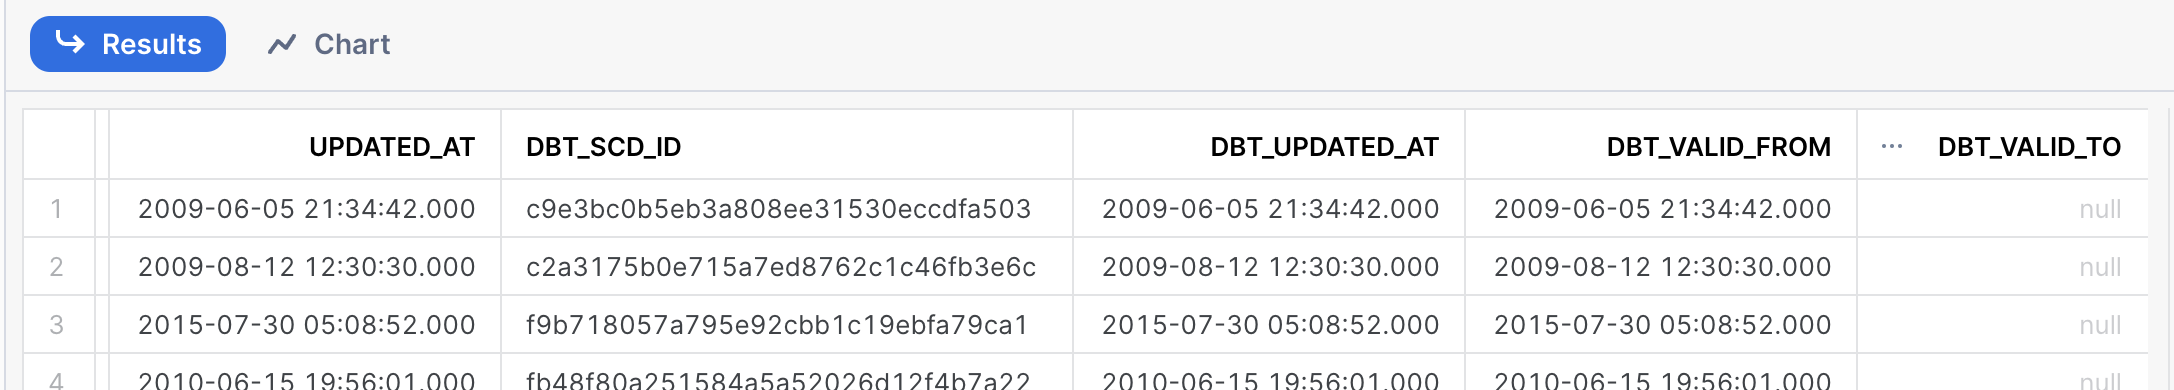 Results Chart
UPDATED_AT DBT_SCD_ID DBT_UPDATED_AT DBT_VALID_FROM ... DBT_VALID_TO
1 2009-06-05 21:34:42.000 c9e3bc0b5eb3a808ee31530eccdfa503 2009-06-05 21:34:42.000 2009-06-05 21:34:42.000 null
2 2009-08-12 12:30:30.000 c2a3175b0e715a7ed8762c1c46fb3e6c 2009-08-12 12:30:30.000 2009-08-12 12:30:30.000 null
3 2015-07-30 05:08:52.000 f9b718057a795e92cbb1c19ebfa79ca1 2015-07-30 05:08:52.000 2015-07-30 05:08:52.000 null
4 2010-06-15 19:56:01.000 fb48f80a251584a5a52026d12f4b7a22 2010-06-15 19:56:01.000 2010-06-15 19:56:01.000 null